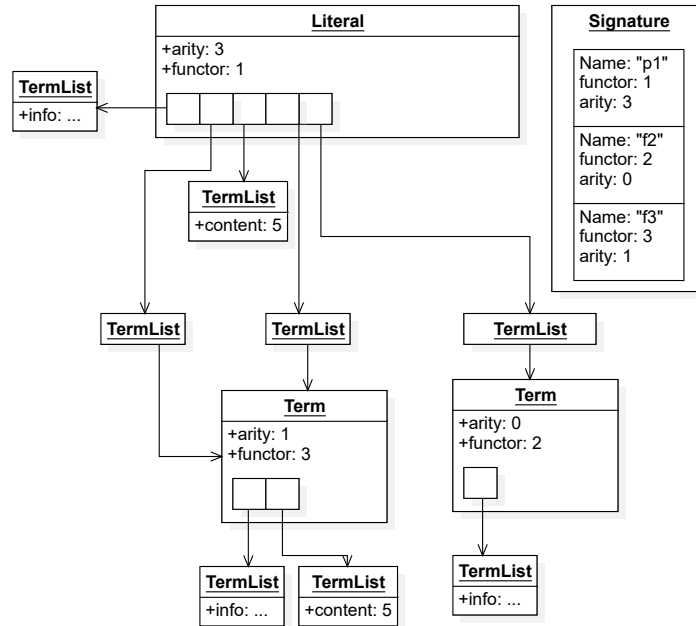 Literal
+arity: 3
+functor: 1
Signature
Name: "p1"
functor: 1
arity: 3
Name: "f2"
functor: 2
arity: 0
Name: "f3"
functor: 3
arity: 1
TermList
+info: ...
TermList
+content: 5
TermList
TermList
TermList
Term
+arity: 1
+functor: 3
Term
+arity: 0
+functor: 2
TermList
+info: ...
TermList
+content: 5
TermList
+info: ...